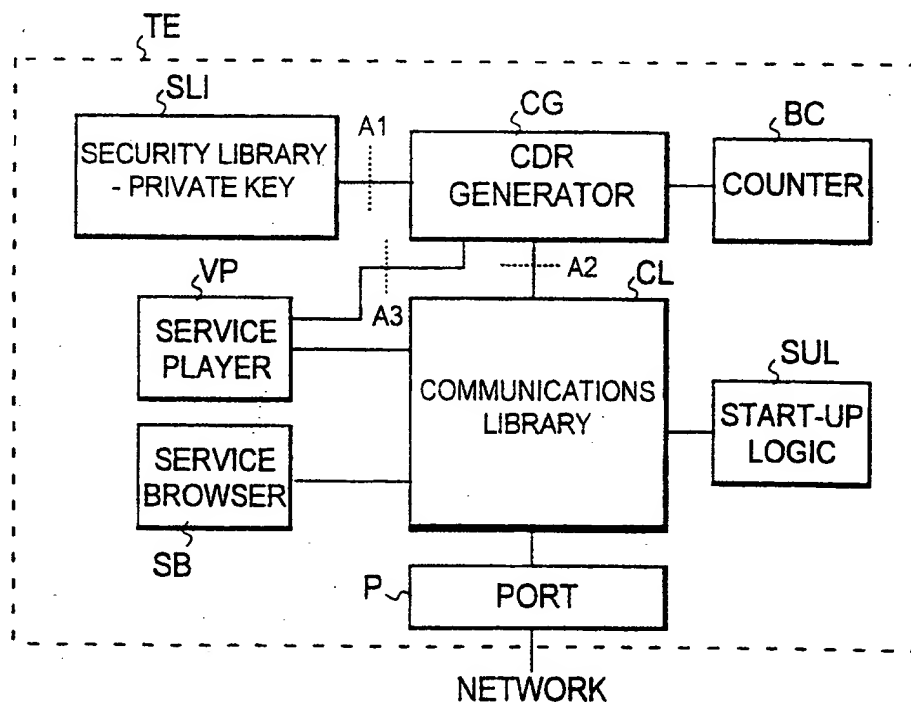 TE
SLI
SECURITY LIBRARY
- PRIVATE KEY
A1
CG
CDR
GENERATOR
BC
COUNTER
VP
SERVICE
PLAYER
A3
A2
CL
COMMUNICATIONS
LIBRARY
SUL
START-UP
LOGIC
SERVICE
BROWSER
SB
P
PORT
NETWORK